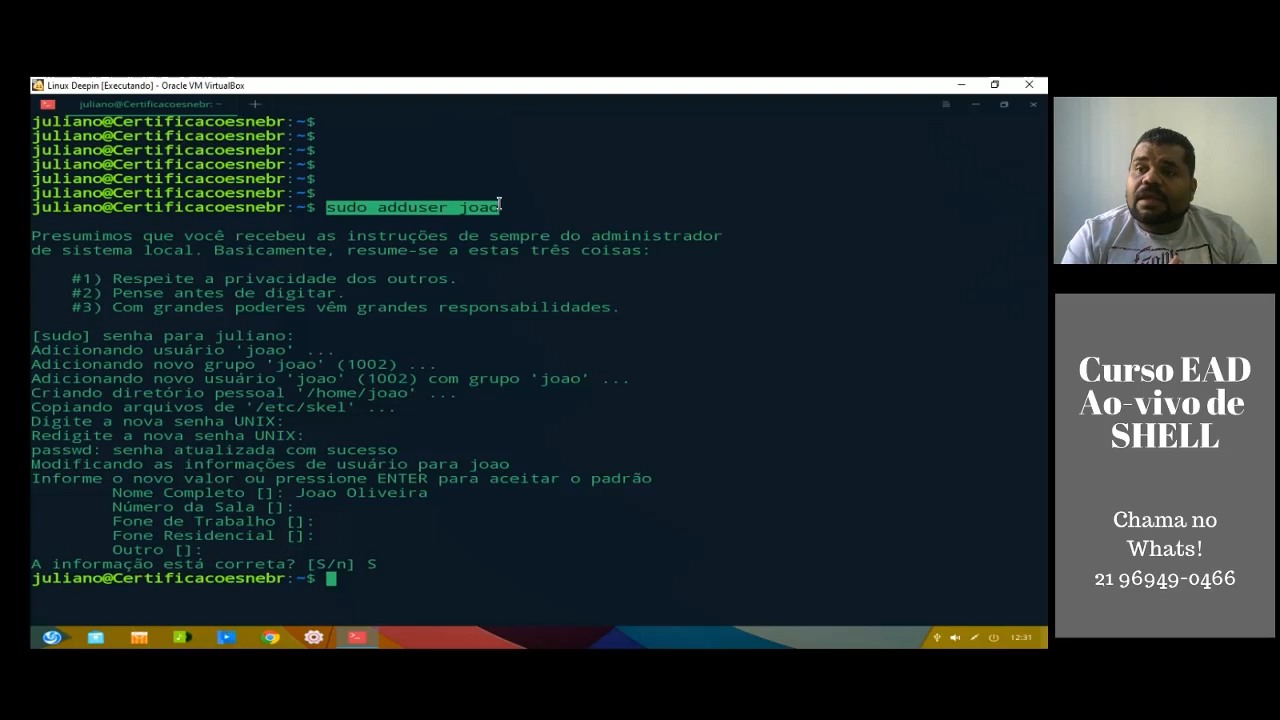 Linux Deepin [Executando] - Oracle VM VirtualBox
juliano@Certificacoesnebr: ~
juliano@Certificacoesnebr:~$
juliano@Certificacoesnebr:~$
juliano@Certificacoesnebr:~$
juliano@Certificacoesnebr:~$
juliano@Certificacoesnebr:~$
juliano@Certificacoesnebr:~$
juliano@Certificacoesnebr:~$ sudo adduser joao
Presumimos que você recebeu as instruções de sempre do administrador
de sistema local. Basicamente, resume-se a estas três coisas:
#1) Respeite a privacidade dos outros.
#2) Pense antes de digitar.
#3) Com grandes poderes vêm grandes responsabilidades.
[sudo] senha para juliano:
Adicionando usuário 'joao' ...
Adicionando novo grupo 'joao' (1002) ...
Adicionando novo usuário 'joao' (1002) com grupo 'joao' ...
Criando diretório pessoal '/home/joao' ...
Copiando arquivos de '/etc/skel' ...
Digite a nova senha UNIX:
Redigite a nova senha UNIX:
passwd: senha atualizada com sucesso
Modificando as informações de usuário para joao
Informe o novo valor ou pressione ENTER para aceitar o padrão
Nome Completo []: Joao Oliveira
Número da Sala []:
Fone de Trabalho []:
Fone Residencial []:
Outro []:
A informação está correta? [S/n] S
juliano@Certificacoesnebr:~$
12:31
Curso EAD
Ao-vivo de
SHELL
Chama no
Whats!
21 96949-0466